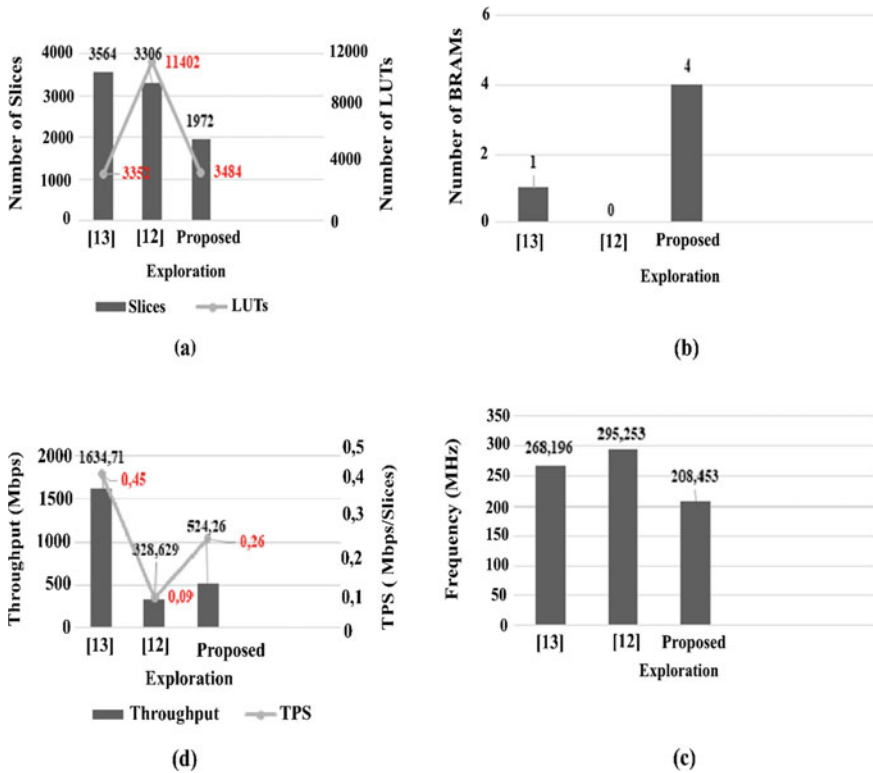 Number of Slices
4000
3000
2000
1000
0
3564
3306
11402
1972
3352
3484
12000
8000
4000
0
Number of LUTs
[13]
[12]
Proposed
Exploration
Slices
LUTs
(a)
Number of BRAMs
6
4
2
0
1
0
4
[13]
[12]
Proposed
Exploration
(b)
Throughput (Mbps)
2000
1500
1000
500
0
1634,71
0,45
328,629
0,09
524,26
0,26
0,5
0,4
0,3
0,2
0,1
0
TPS ( Mbps/Slices)
[13]
[12]
Proposed
Exploration
Throughput
TPS
(d)
Frequency (MHz)
350
300
250
200
150
100
50
0
268,196
295,253
208,453
[13]
[12]
Proposed
Exploration
(c)